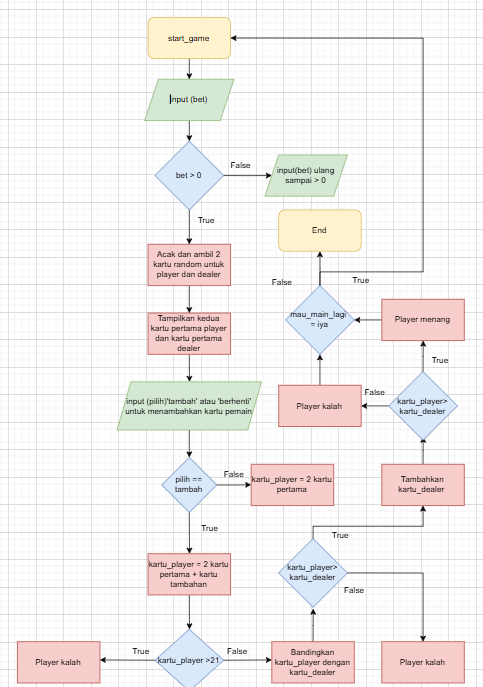 start_game
input (bet)
bet > 0
False
input(bet) ulang
sampai > 0
True
Acak dan ambil 2
kartu random untuk
player dan dealer
End
False
True
Tampilkan kedua
kartu pertama player
dan kartu pertama
dealer
mau_main_lagi
= iya
Player menang
True
input (pilih)'tambah' atau 'berhenti'
untuk menambahkan kartu pemain
Player kalah
False
kartu_player>
kartu_dealer
pilih ==
tambah
False
kartu_player = 2 kartu
pertama
Tambahkan
kartu_dealer
True
True
kartu_player = 2 kartu
pertama + kartu
tambahan
kartu_player>
kartu_dealer
False
Player kalah
True
kartu_player >21
False
Bandingkan
kartu_player dengan
kartu_dealer
Player kalah